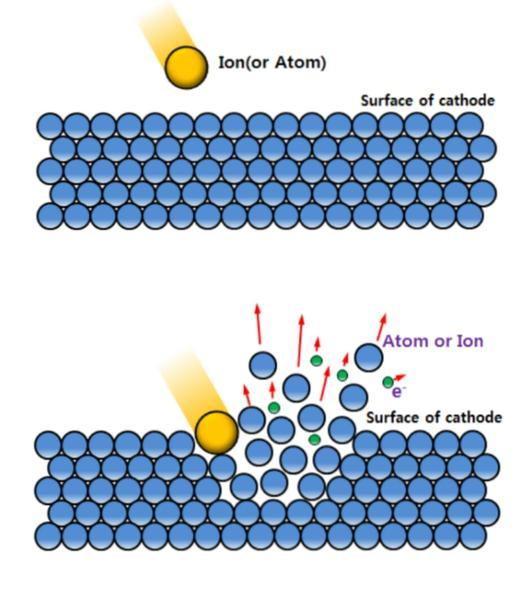 Ion(or Atom)
Surface of cathode
Atom or Ion
e⁻
Surface of cathode